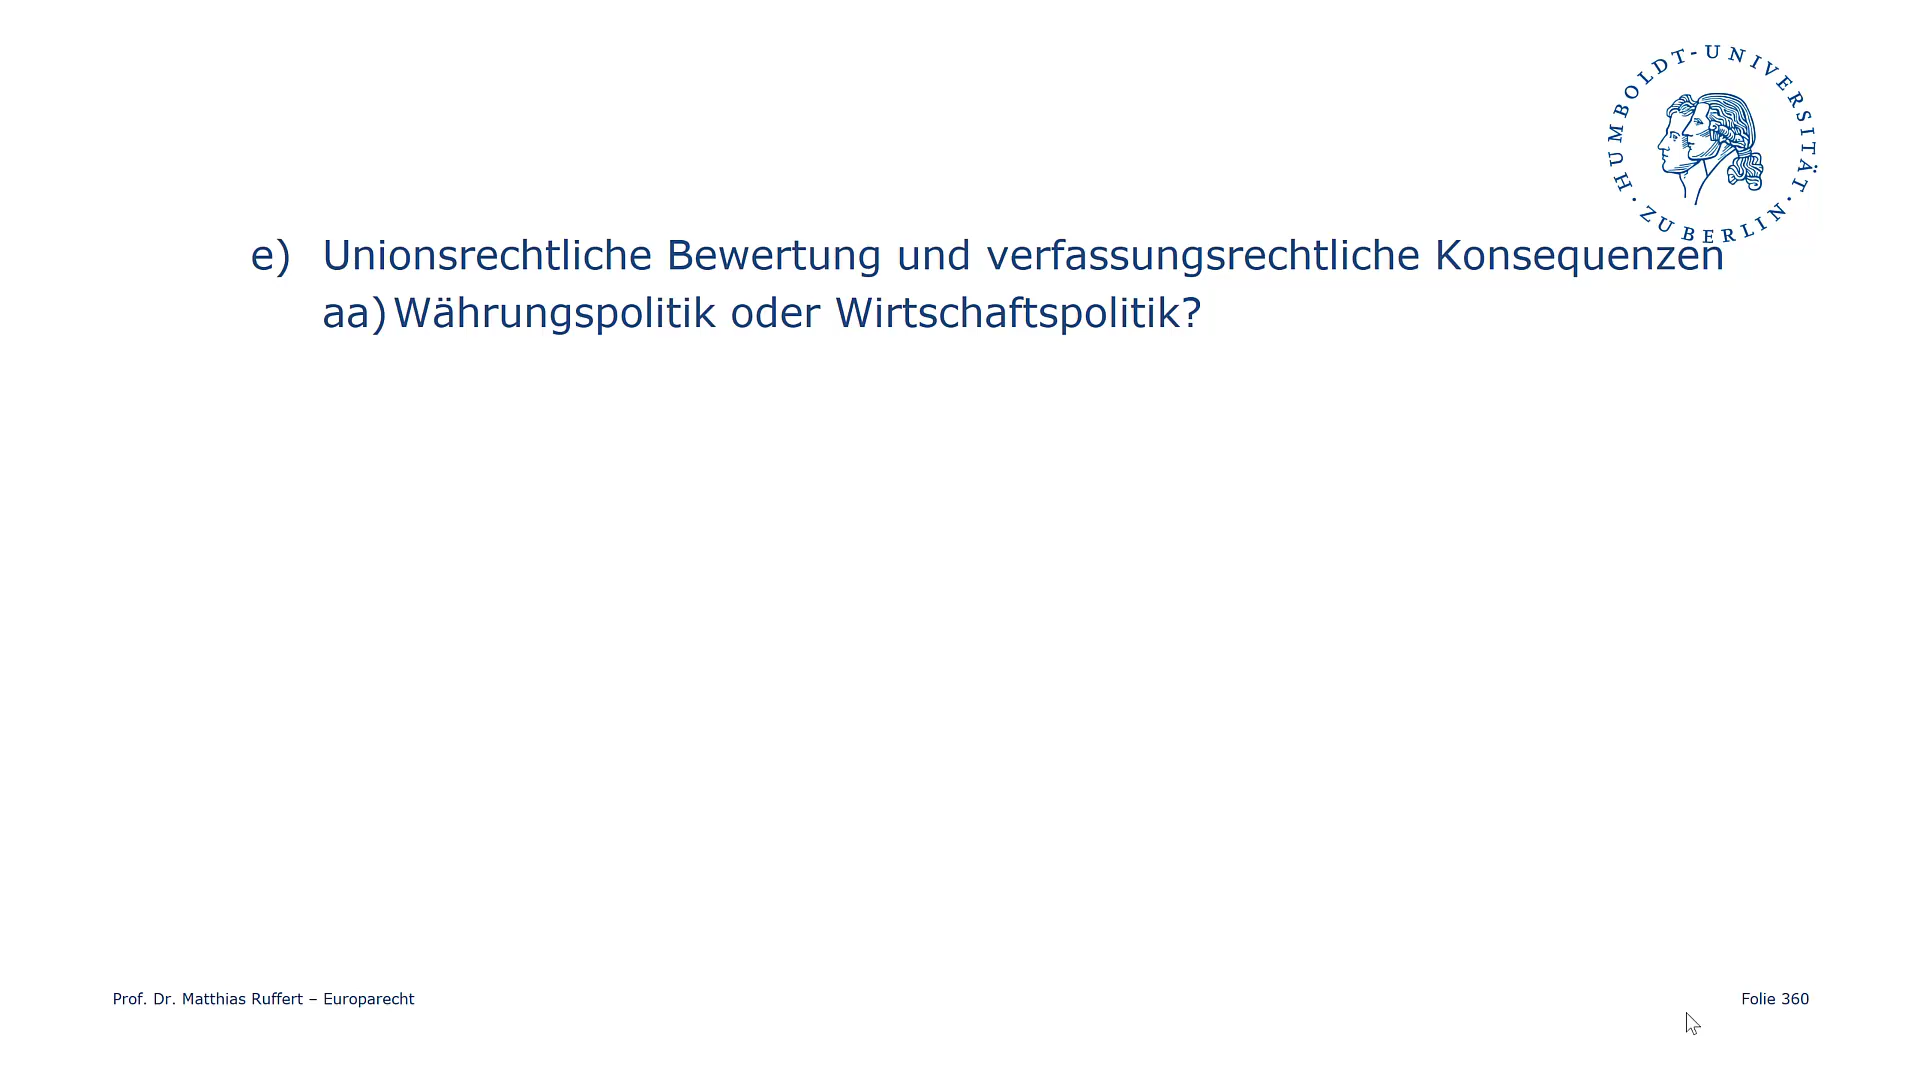 HUMBOLDT-UNIVERSITÄT · ZU BERLIN ·
e) Unionsrechtliche Bewertung und verfassungsrechtliche Konsequenzen
aa) Währungspolitik oder Wirtschaftspolitik?
Prof. Dr. Matthias Ruffert – Europarecht
Folie 360